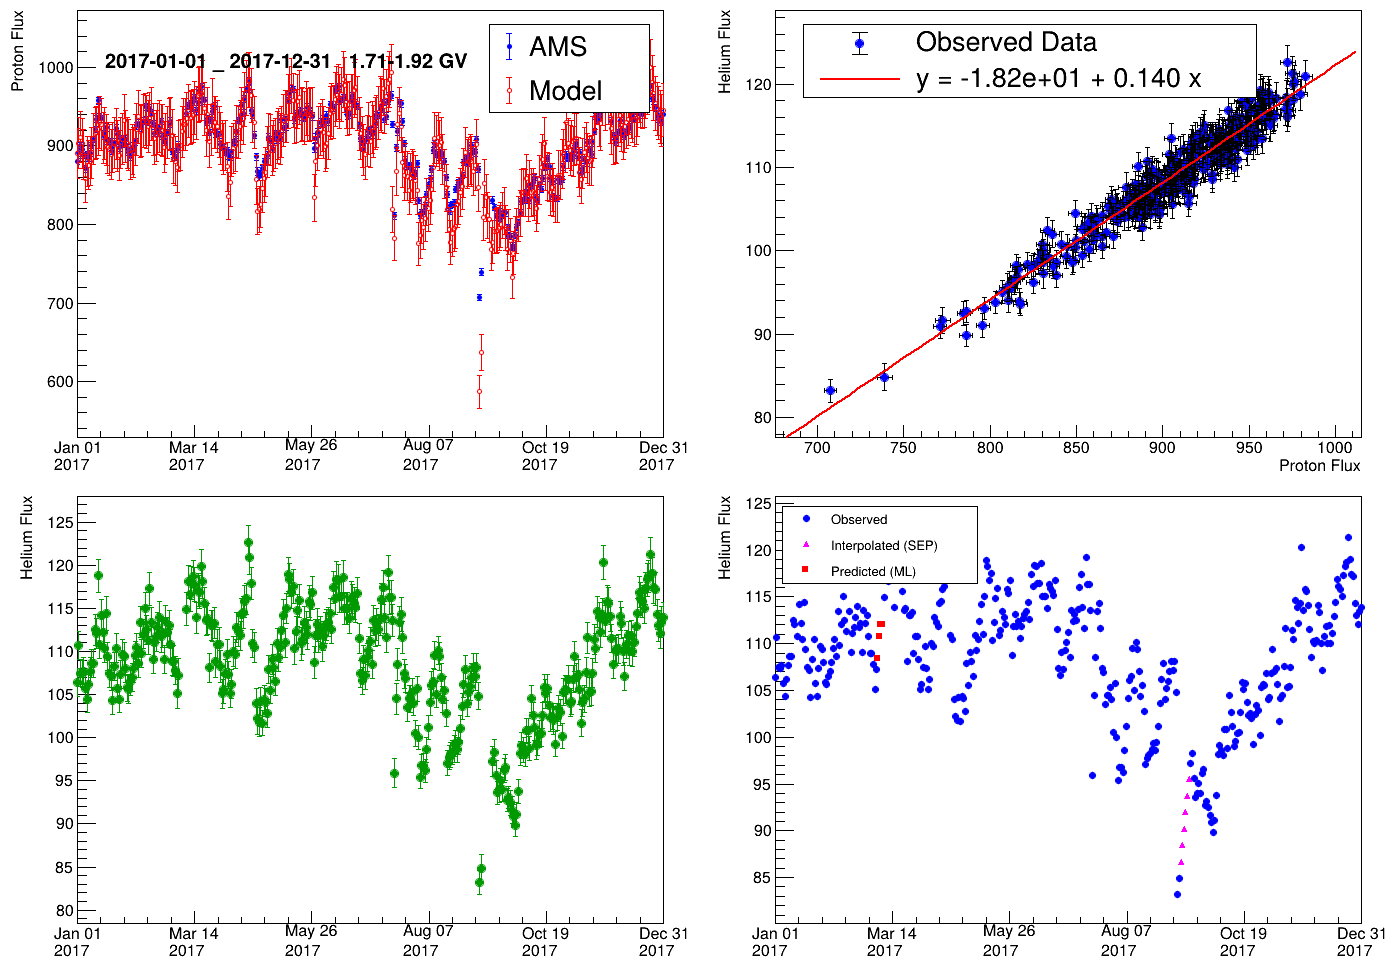 Proton Flux
2017-01-01 _ 2017-12-31 1.71-1.92 GV
AMS
Model
1000
900
800
700
600
Jan 01
2017
Mar 14
2017
May 26
2017
Aug 07
2017
Oct 19
2017
Dec 31
2017
Helium Flux
Observed Data
y = -1.82e+01 + 0.140 x
120
110
100
90
80
700
750
800
850
900
950
1000
Proton Flux
Helium Flux
125
120
115
110
105
100
95
90
85
80
Jan 01
2017
Mar 14
2017
May 26
2017
Aug 07
2017
Oct 19
2017
Dec 31
2017
Helium Flux
Observed
Interpolated (SEP)
Predicted (ML)
125
120
115
110
105
100
95
90
85
Jan 01
2017
Mar 14
2017
May 26
2017
Aug 07
2017
Oct 19
2017
Dec 31
2017